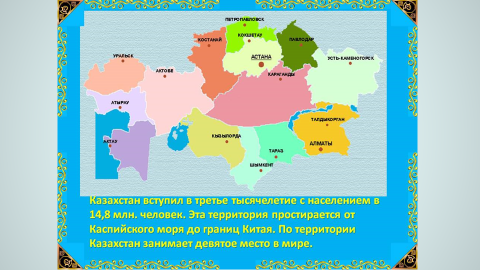 ПЕТРОПАВЛОВСК
КОСТАНАЙ
КОКШЕТАУ
ПАВЛОДАР
УРАЛЬСК
АСТАНА
УСТЬ-КАМЕНОГОРСК
АКТОБЕ
КАРАГАНДЫ
АТЫРАУ
ТАЛДЫКОРГАН
АКТАУ
КЫЗЫЛОРДА
АЛМАТЫ
ТАРАЗ
ШЫМКЕНТ
Казахстан вступил в третье тысячелетие с населением в
14,8 млн. человек. Эта территория простирается от
Каспийского моря до границ Китая. По территории
Казахстан занимает девятое место в мире.